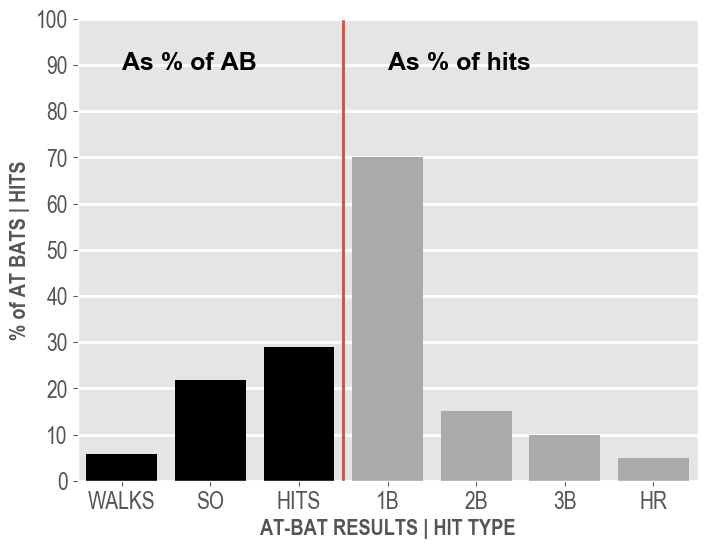 As % of AB
As % of hits
100
90
80
70
60
50
40
30
20
10
0
% of AT BATS | HITS
WALKS SO HITS 1B 2B 3B HR
AT-BAT RESULTS | HIT TYPE